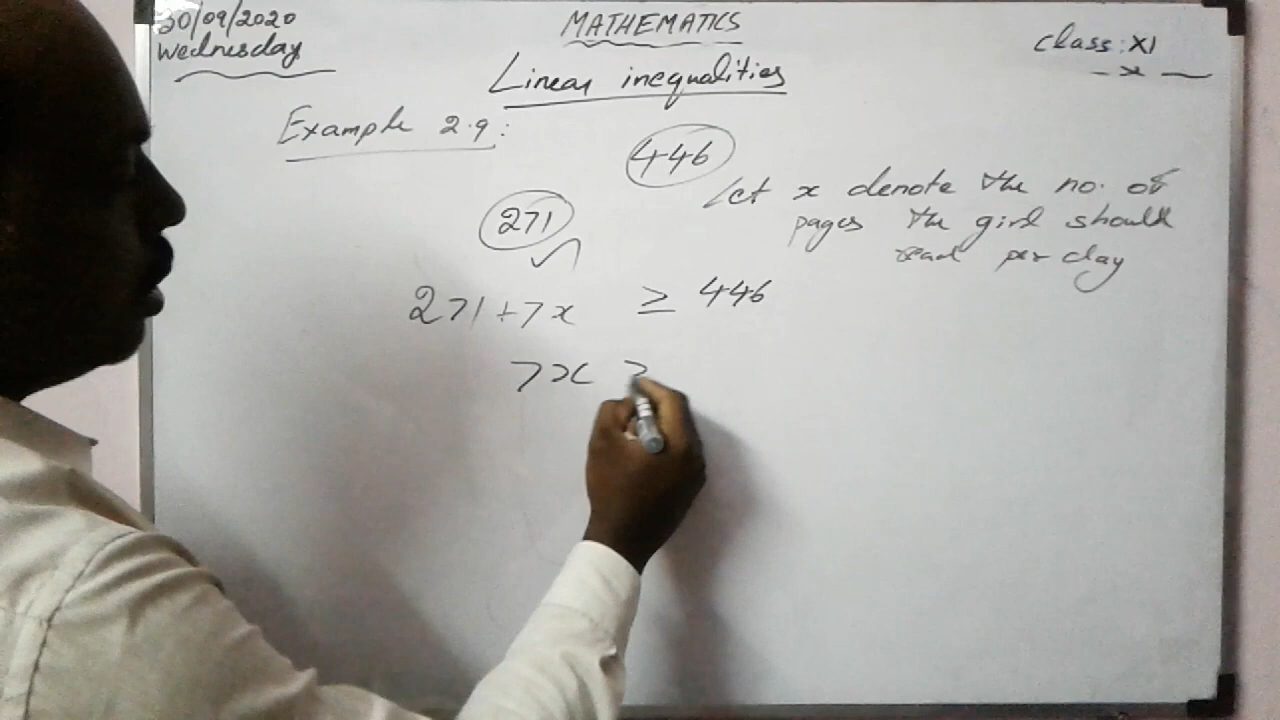 30/09/2020
Wednesday
MATHEMATICS
Class: XI
- x -
Linear inequalities
Example 2.9:
446
Let x denote the no. of
pages the girl should
read per day
271
271+7x ≥ 446
7x ≥